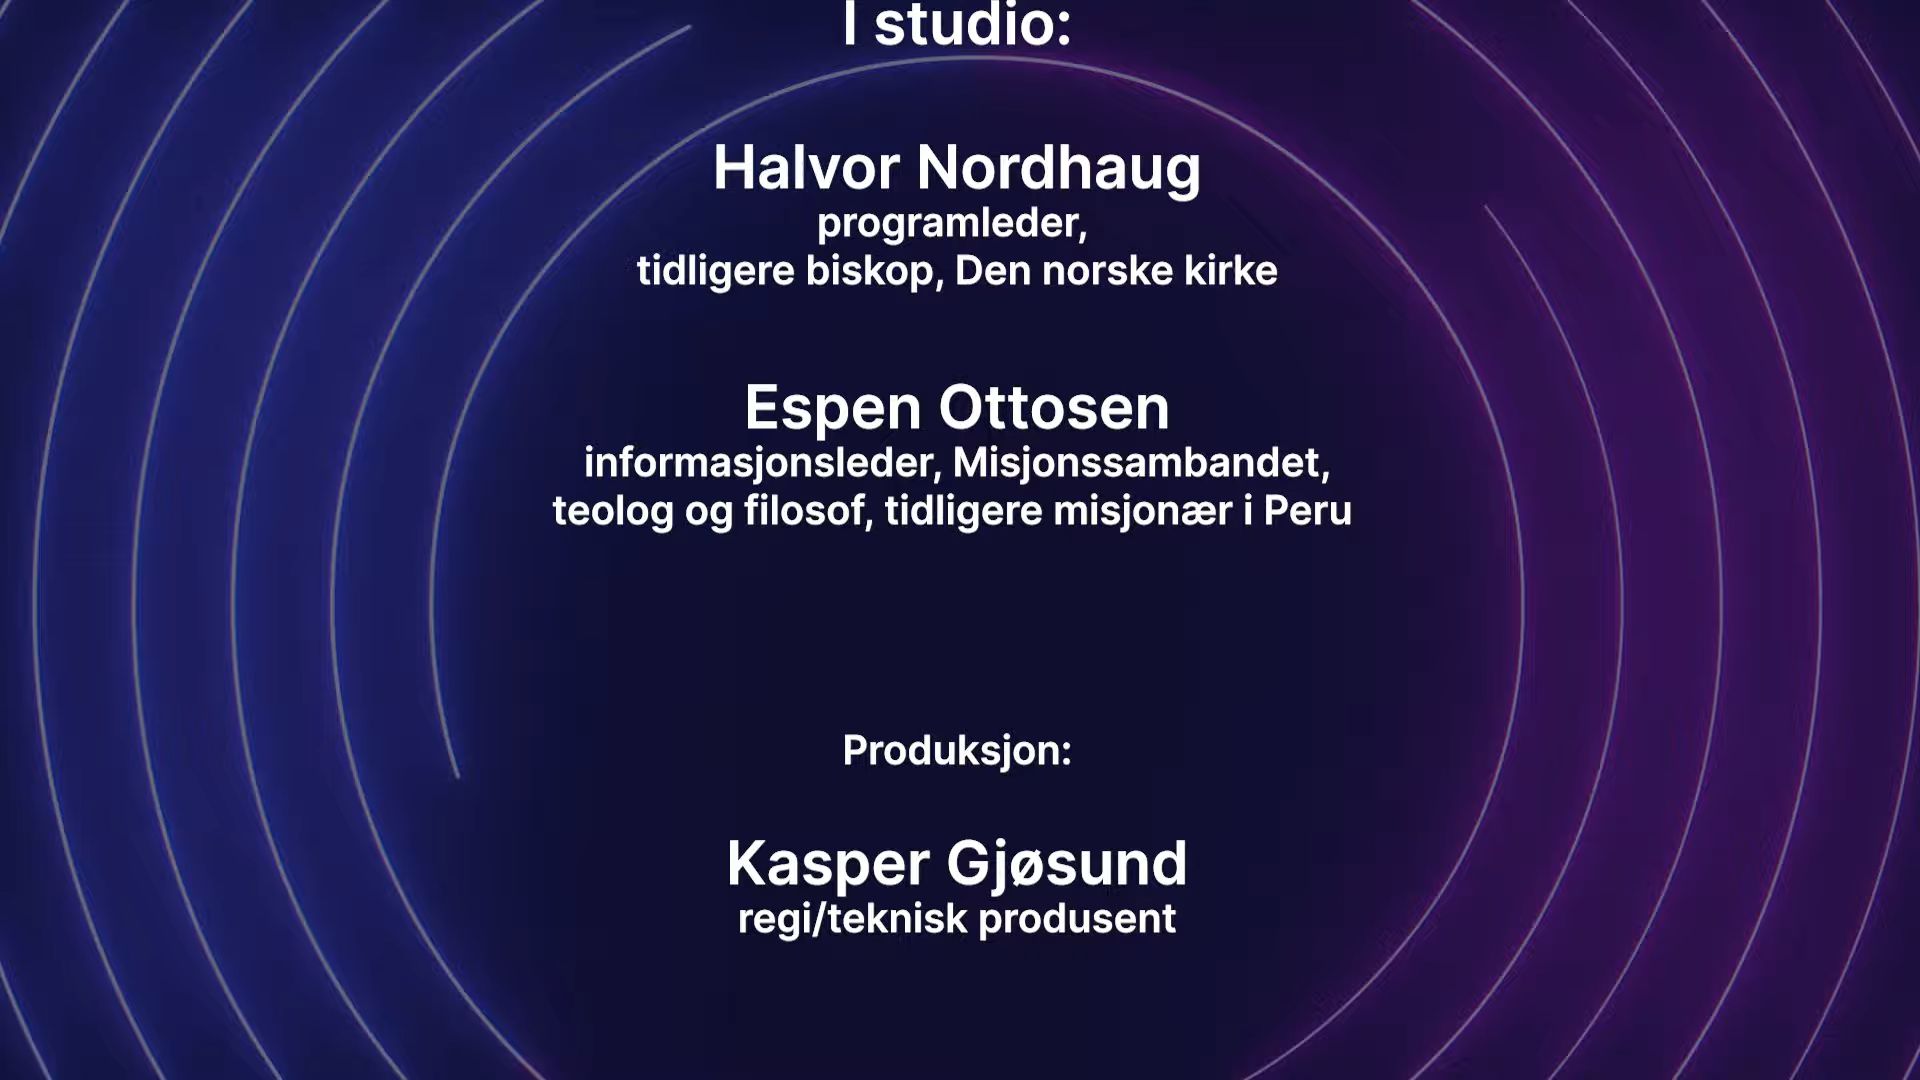 I studio:
Halvor Nordhaug
programleder,
tidligere biskop, Den norske kirke
Espen Ottosen
informasjonsleder, Misjonssambandet,
teolog og filosof, tidligere misjonær i Peru
Produksjon:
Kasper Gjøsund
regi/teknisk produsent